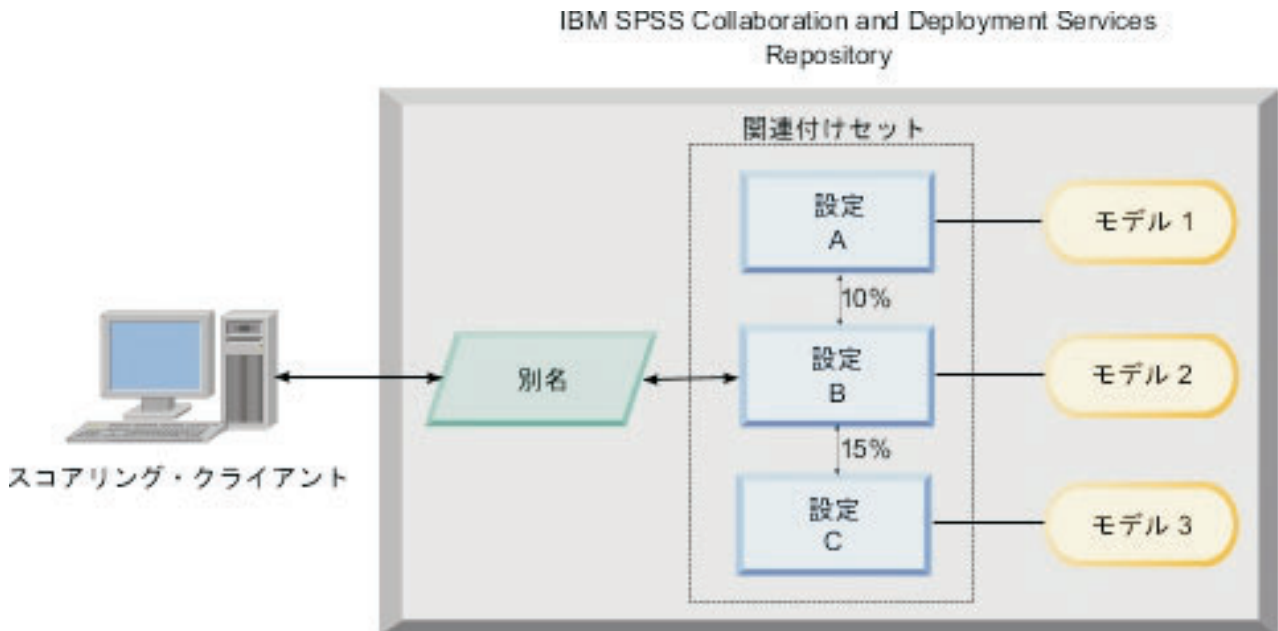 IBM SPSS Collaboration and Deployment Services
Repository
関連付けセット
設定
A
モデル 1
10%
別名
設定
B
モデル 2
15%
設定
C
モデル 3
スコアリング・クライアント